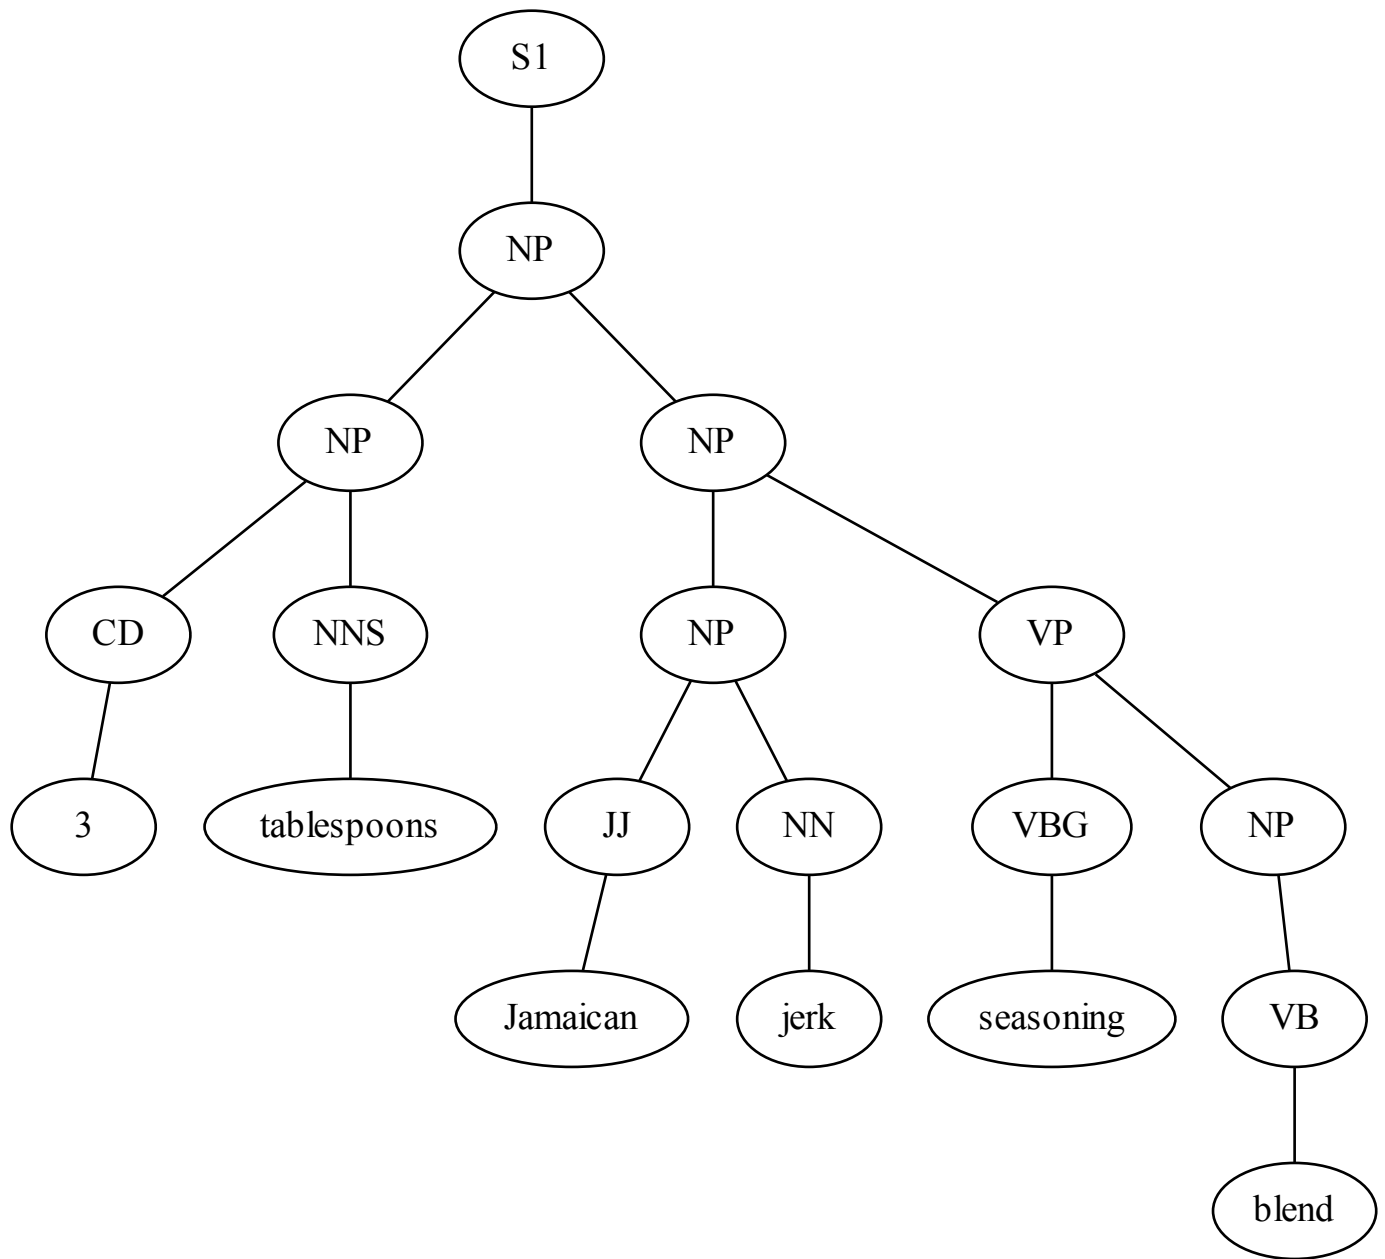 S1
NP
NP NP
CD NNS NP VP
3 tablespoons JJ NN VBG NP
Jamaican jerk seasoning VB
blend